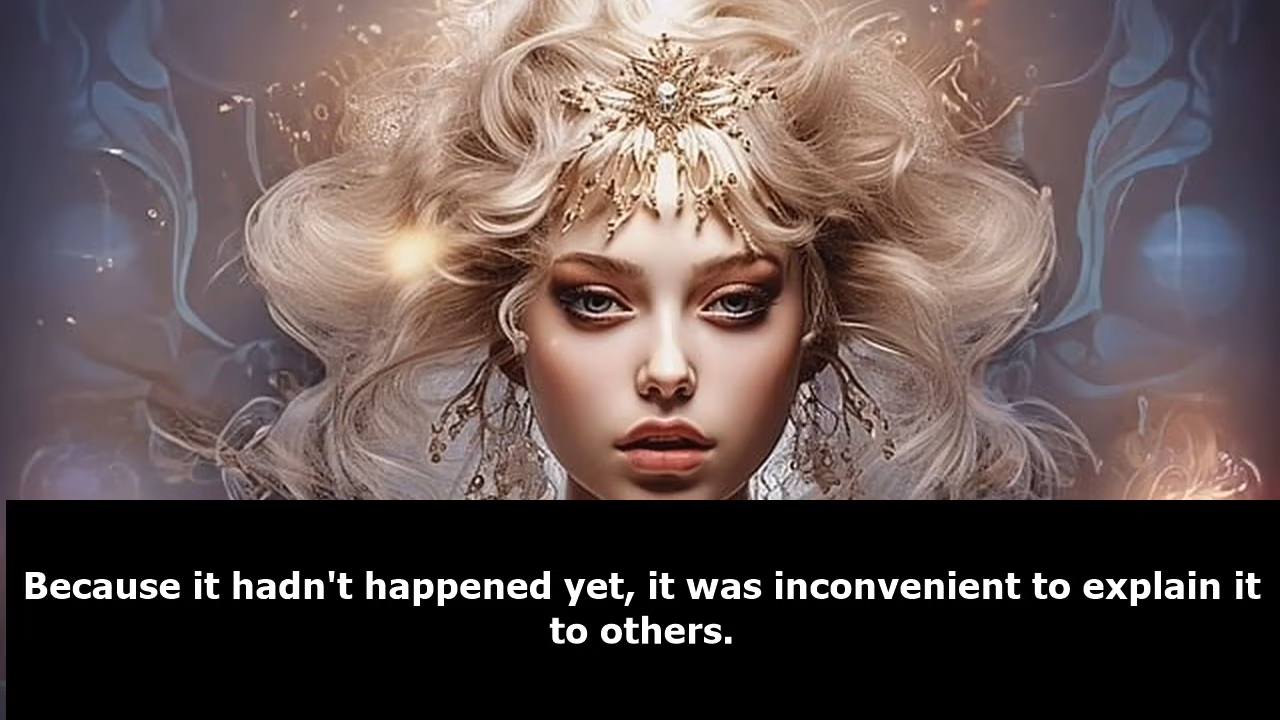 Because it hadn't happened yet, it was inconvenient to explain it
to others.